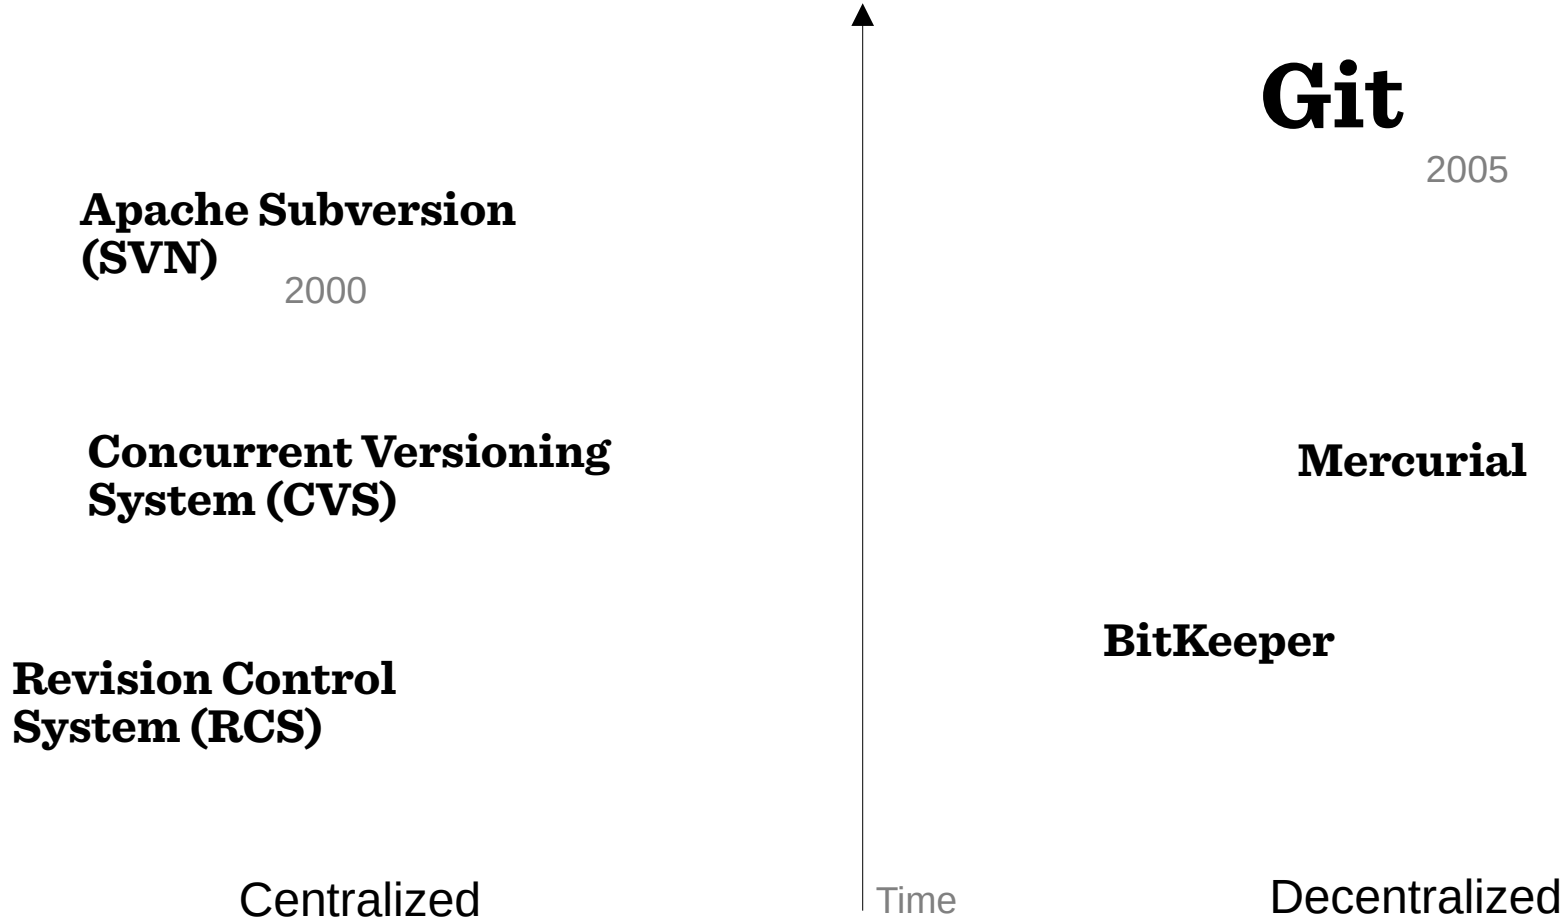 Git
2005
Apache Subversion
(SVN)
2000
Concurrent Versioning
System (CVS)
Mercurial
BitKeeper
Revision Control
System (RCS)
Centralized
Time
Decentralized